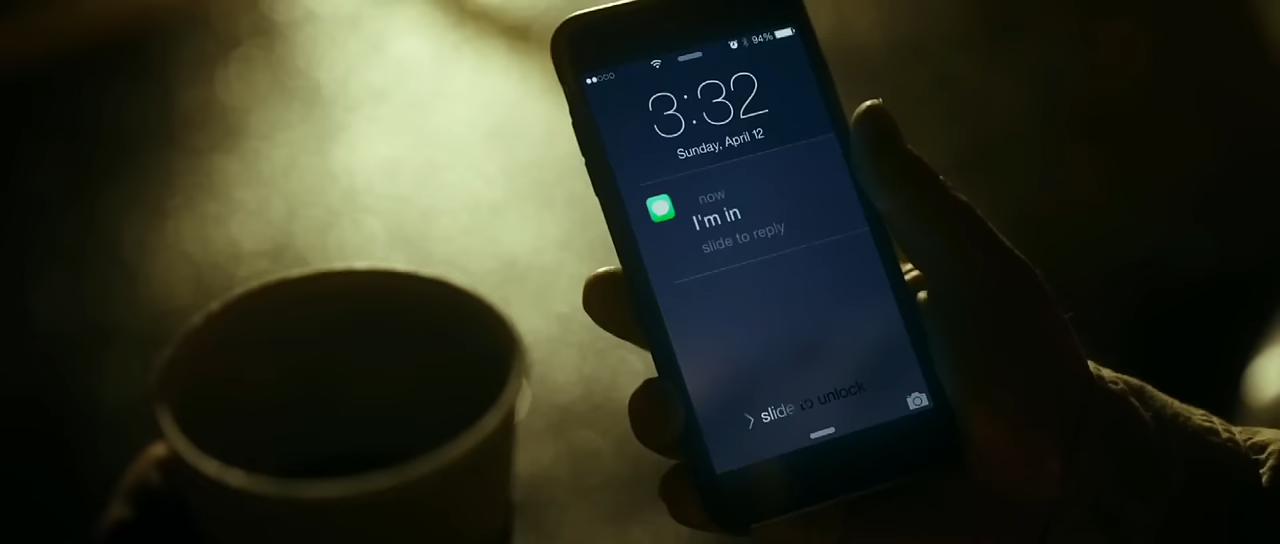 94%
3:32
Sunday, April 12
now
I'm in
slide to reply
slide to unlock